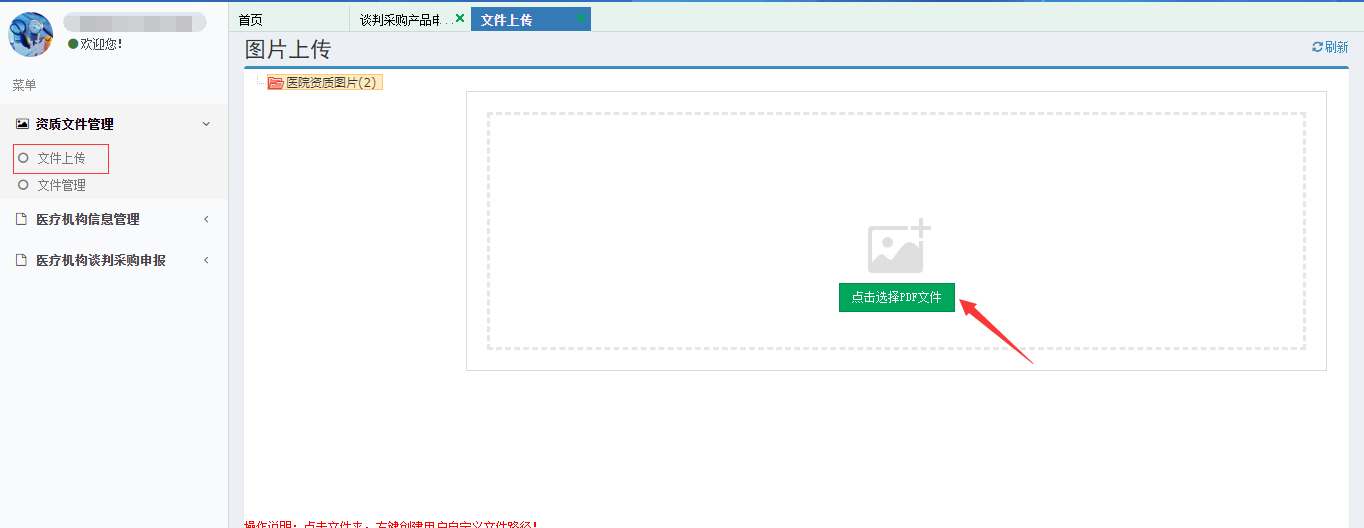 首页
谈判采购产品申..
文件上传
欢迎您！
图片上传
刷新
菜单
医院资质图片(2)
资质文件管理
文件上传
文件管理
医疗机构信息管理
医疗机构谈判采购申报
点击选择PDF文件
操作说明：点击文件夹，右键创建用户自定义文件路径！